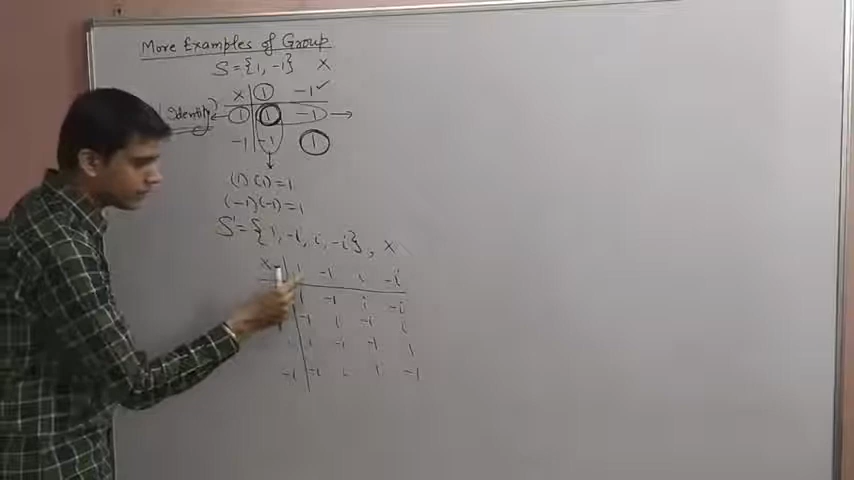 More Examples of Group
S = {1, -1} ×
× 1 -1 ✓
Identity ← 1 1 -1 →
-1 -1 1
(1)(1) = 1
(-1)(-1) = 1
S' = {1, -1, i, -i}, ×
× 1 -1 i -i
1 -1 i -i
-1 1 -i i
i -i -1 1
-i -i i 1 -1